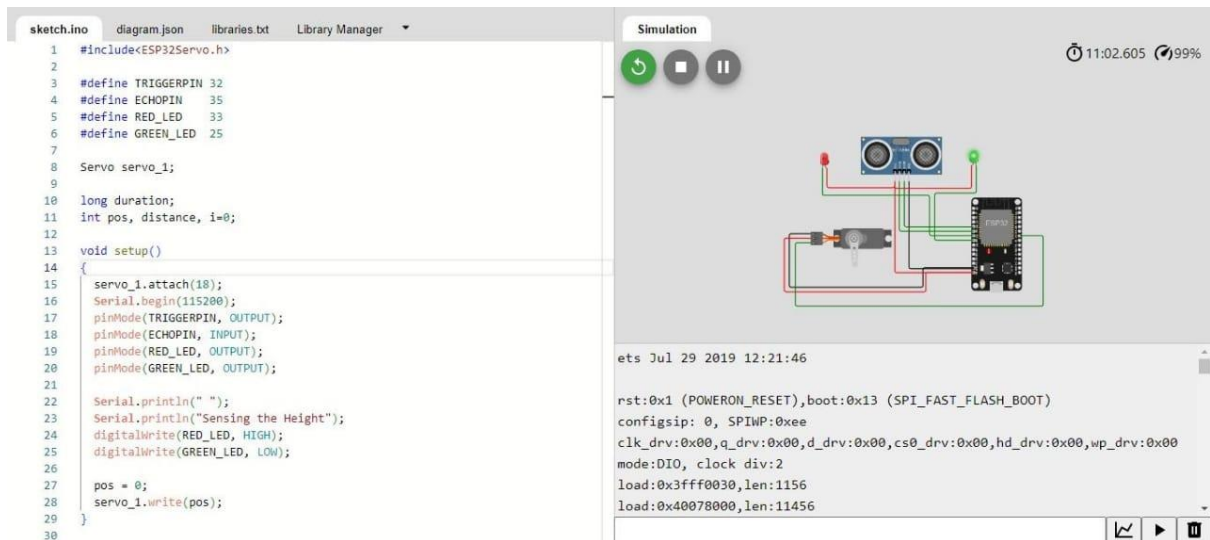 sketch.ino diagram.json libraries.txt Library Manager
1 #include<ESP32Servo.h>
2
3 #define TRIGGERPIN 32
4 #define ECHOPIN 35
5 #define RED_LED 33
6 #define GREEN_LED 25
7
8 Servo servo_1;
9
10 long duration;
11 int pos, distance, i=0;
12
13 void setup()
14 {
15 servo_1.attach(18);
16 Serial.begin(115200);
17 pinMode(TRIGGERPIN, OUTPUT);
18 pinMode(ECHOPIN, INPUT);
19 pinMode(RED_LED, OUTPUT);
20 pinMode(GREEN_LED, OUTPUT);
21
22 Serial.println(" ");
23 Serial.println("Sensing the Height");
24 digitalWrite(RED_LED, HIGH);
25 digitalWrite(GREEN_LED, LOW);
26
27 pos = 0;
28 servo_1.write(pos);
29 }
30
Simulation
11:02.605 99%
ESP32
ets Jul 29 2019 12:21:46
rst:0x1 (POWERON_RESET),boot:0x13 (SPI_FAST_FLASH_BOOT)
configsip: 0, SPIWP:0xee
clk_drv:0x00,q_drv:0x00,d_drv:0x00,cs0_drv:0x00,hd_drv:0x00,wp_drv:0x00
mode:DIO, clock div:2
load:0x3fff0030,len:1156
load:0x40078000,len:11456